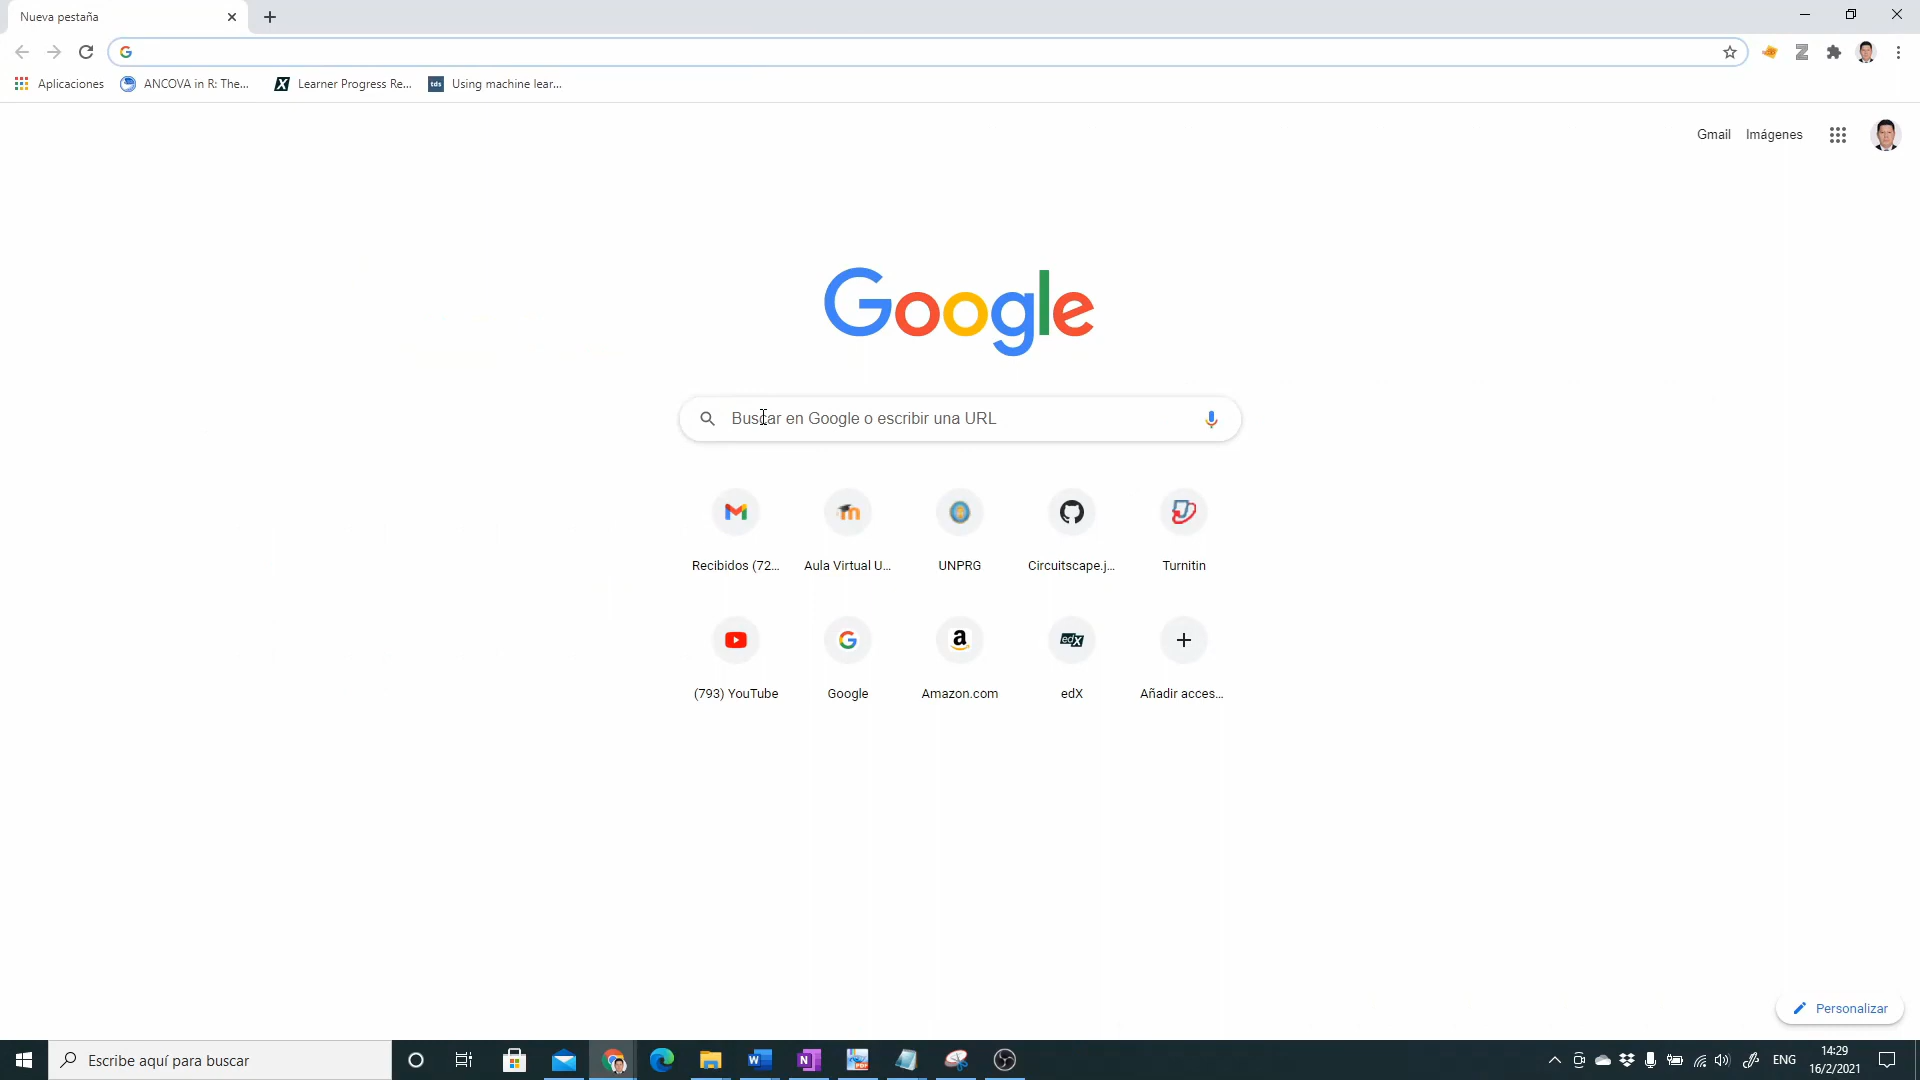 Nueva pestaña
Aplicaciones
ANCOVA in R: The...
Learner Progress Re...
tds
Using machine lear...
Gmail
Imágenes
Google
Buscar en Google o escribir una URL
Recibidos (72...
Aula Virtual U...
UNPRG
Circuitscape.j...
Turnitin
edX
(793) YouTube
Google
Amazon.com
edX
Añadir acces...
Personalizar
Escribe aquí para buscar
ENG
14:29
16/2/2021